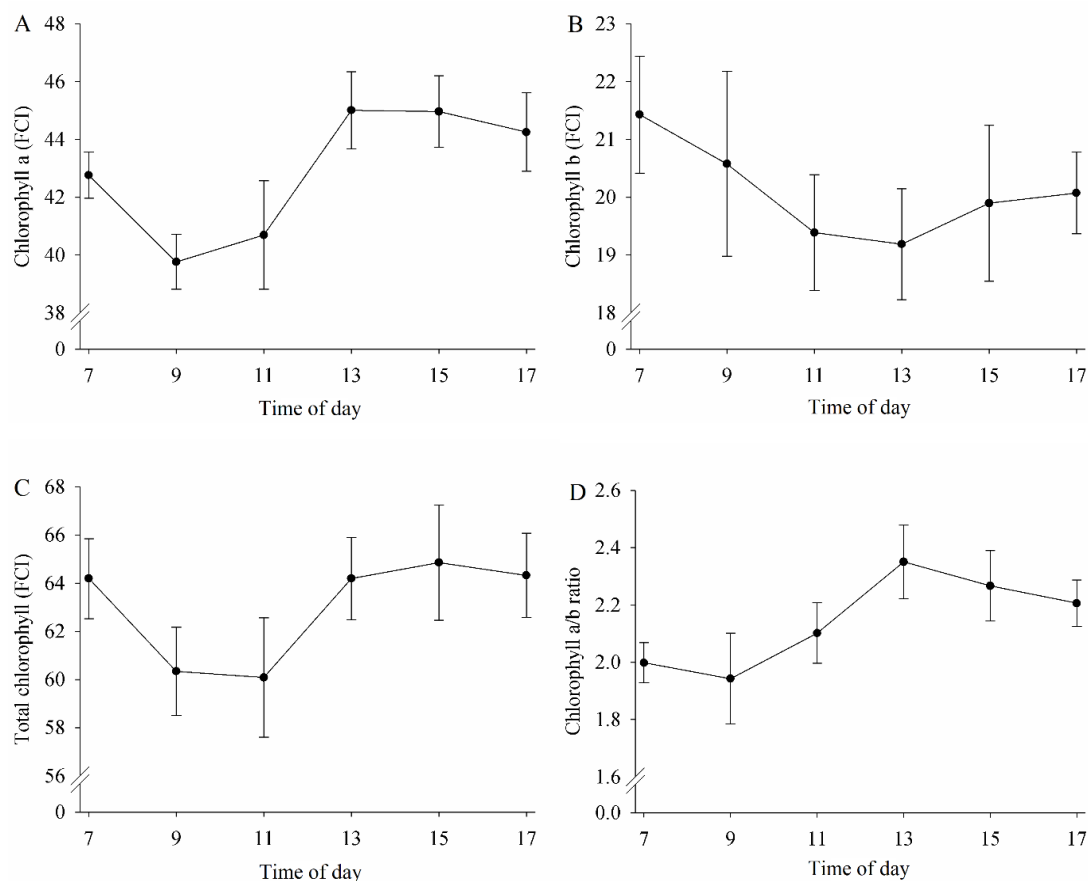 A
Chlorophyll a (FCI)
48
46
44
42
40
38
0
7 9 11 13 15 17
Time of day
B
Chlorophyll b (FCI)
23
22
21
20
19
18
0
7 9 11 13 15 17
Time of day
C
Total chlorophyll (FCI)
68
66
64
62
60
58
56
0
7 9 11 13 15 17
Time of day
D
Chlorophyll a/b ratio
2.6
2.4
2.2
2.0
1.8
1.6
0.0
7 9 11 13 15 17
Time of day